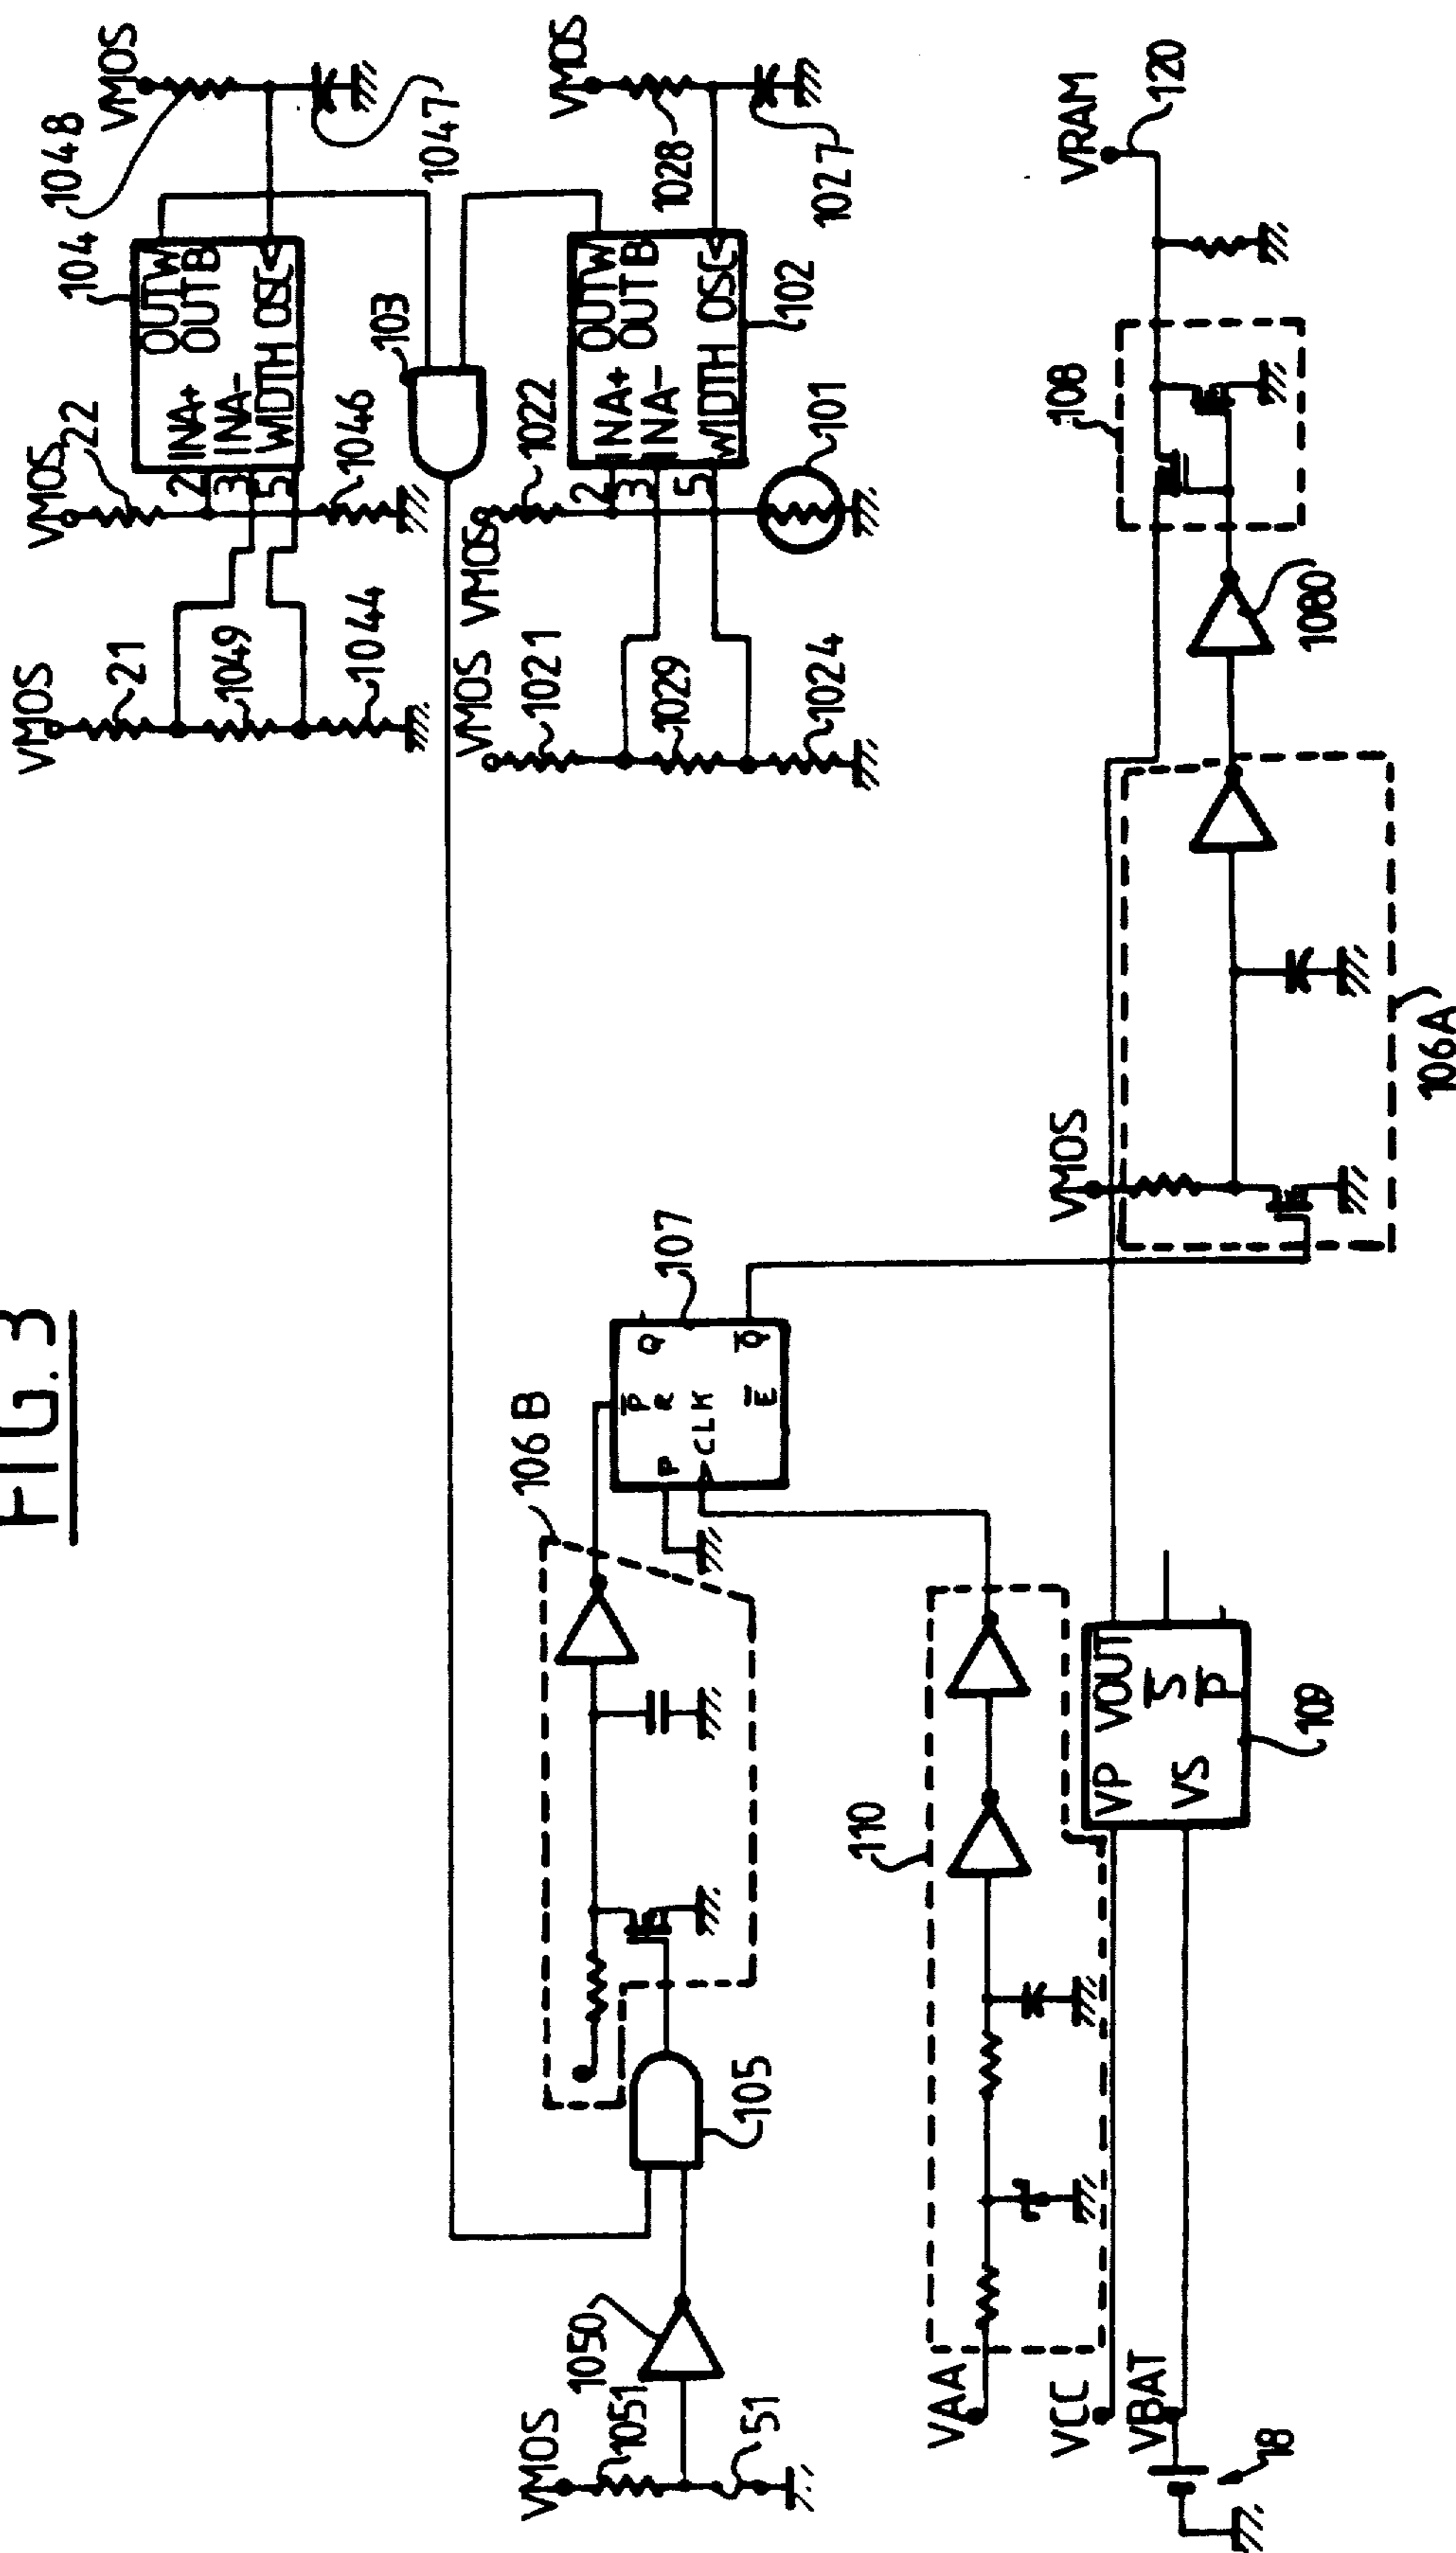 FIG. 3
VMOS
21
1049
1044
VMOS
22
1046
104
1048
VMOS
1047
OUTW
OUT B
INA+
INA-
WIDTH OSC
2
3
5
103
VMOS
1021
1029
1024
VMOS
1022
101
102
1028
VMOS
1027
OUTW
OUT B
INA+
INA-
WIDTH OSC
2
3
5
VMOS
1051
51
1050
105
106B
107
P̅
R
Q
P
CLK
E̅
Q̅
VAA
110
VCC
VBAT
18
VP VOUT
S̅
VS
P̅
109
VMOS
106A
1080
108
VRAM
120